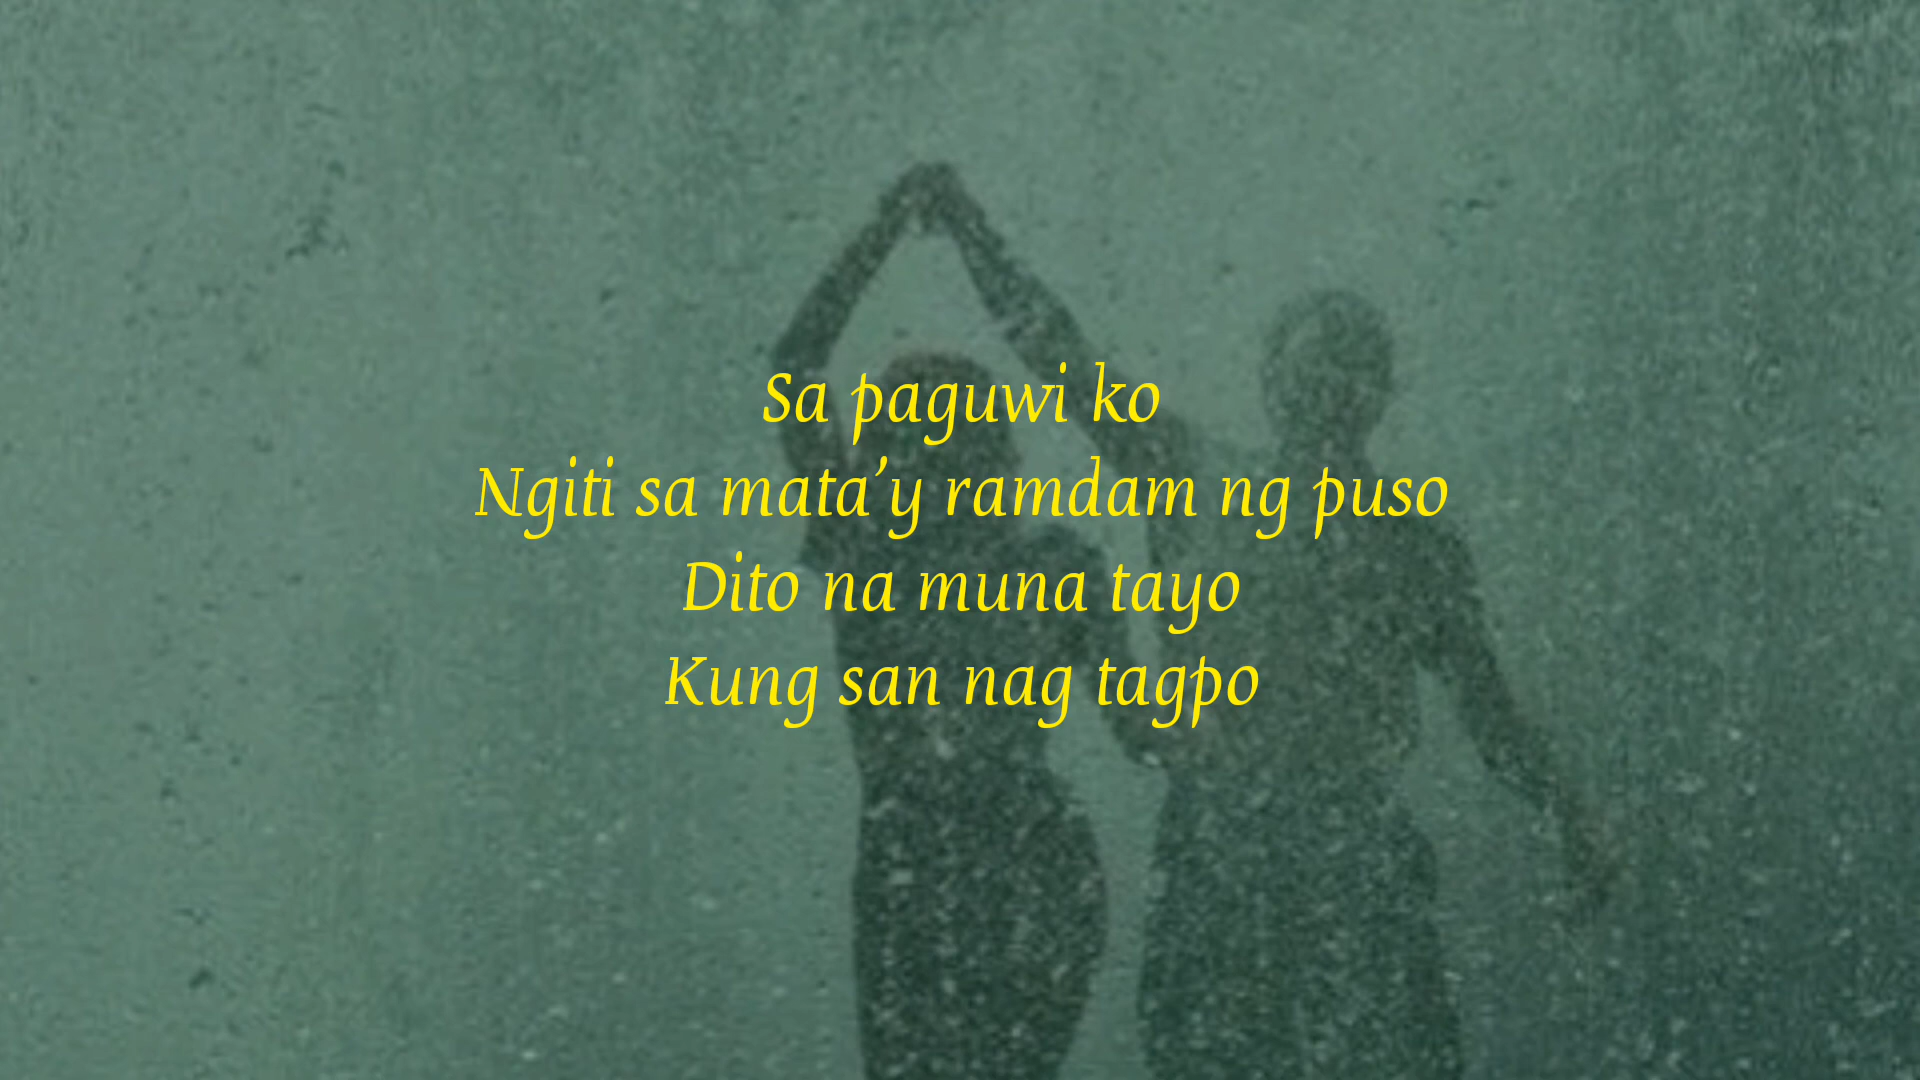 Sa paguwi ko
Ngiti sa mata’y ramdam ng puso
Dito na muna tayo
Kung san nag tagpo